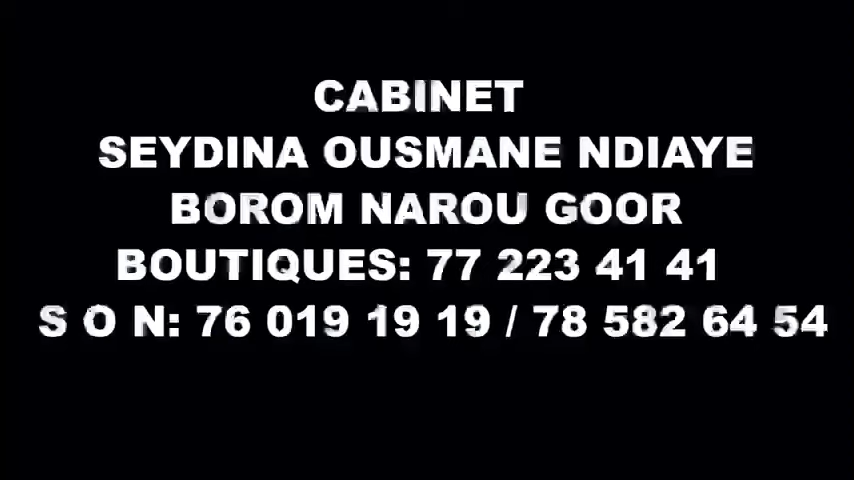 CABINET
SEYDINA OUSMANE NDIAYE
BOROM NAROU GOOR
BOUTIQUES: 77 223 41 41
S O N: 76 019 19 19 / 78 582 64 54